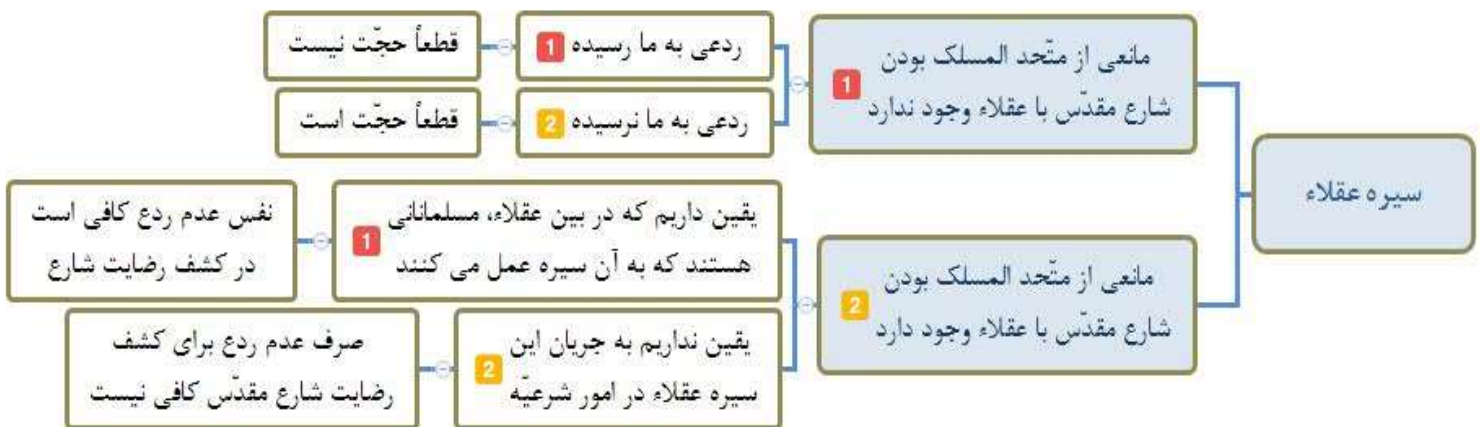 سیره عقلاء
مانعی از متّحد المسلک بودن
شارع مقدّس با عقلاء وجود ندارد
1
ردعی به ما رسیده 1
قطعاً حجّت نیست
ردعی به ما نرسیده 2
قطعاً حجّت است
مانعی از متّحد المسلک بودن
شارع مقدّس با عقلاء وجود دارد
2
یقین داریم که در بین عقلاء، مسلمانانی
هستند که به آن سیره عمل می کنند
1
نفس عدم ردع کافی است
در کشف رضایت شارع
یقین نداریم به جریان این
سیره عقلاء در امور شرعیّه
2
صرف عدم ردع برای کشف
رضایت شارع مقدّس کافی نیست